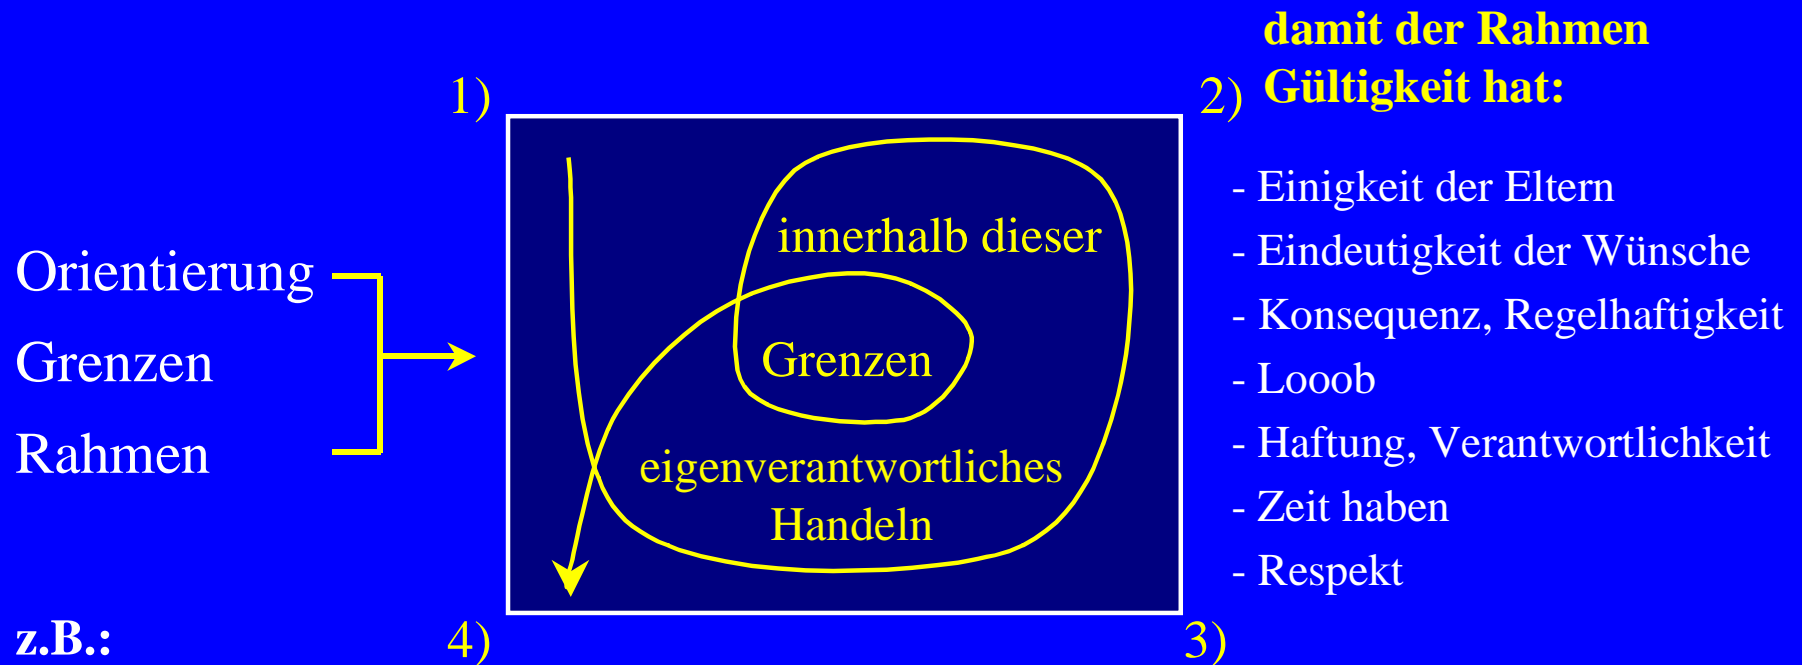 Orientierung
Grenzen
Rahmen
z.B.:
1)
2)
innerhalb dieser
Grenzen
eigenverantwortliches
Handeln
4)
3)
damit der Rahmen
Gültigkeit hat:
- Einigkeit der Eltern
- Eindeutigkeit der Wünsche
- Konsequenz, Regelhaftigkeit
- Looob
- Haftung, Verantwortlichkeit
- Zeit haben
- Respekt